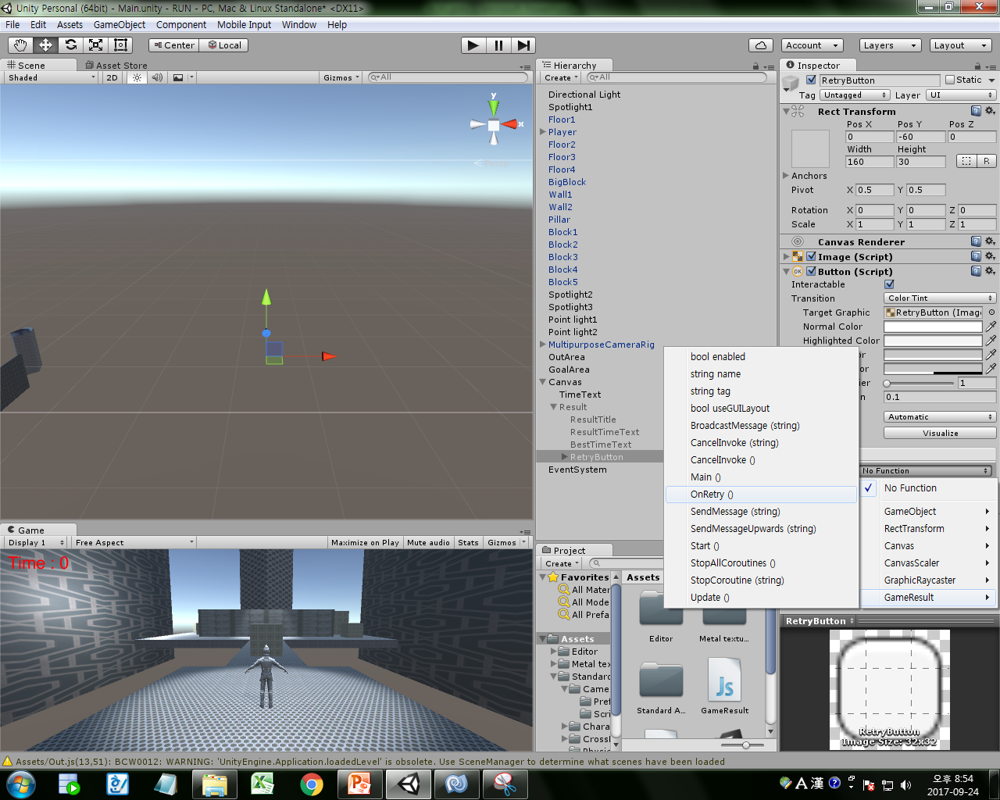 Unity Personal (64bit) - Main.unity - RUN - PC, Mac & Linux Standalone* <DX11>
File Edit Assets GameObject Component Mobile Input Window Help
Center Local Account Layers Layout
Scene Asset Store
Shaded 2D Gizmos All
y
x
Hierarchy
Create All
Directional Light
Spotlight1
Floor1
Player
Floor2
Floor3
Floor4
BigBlock
Wall1
Wall2
Pillar
Block1
Block2
Block3
Block4
Block5
Spotlight2
Spotlight3
Point light1
Point light2
MultipurposeCameraRig
OutArea
GoalArea
Canvas
TimeText
Result
ResultTitle
ResultTimeText
BestTimeText
RetryButton
EventSystem
Inspector
RetryButton Static
Tag Untagged Layer UI
Rect Transform
Pos X Pos Y Pos Z
0 -60 0
Width Height
160 30 R
Anchors
Pivot X 0.5 Y 0.5
Rotation X 0 Y 0 Z 0
Scale X 1 Y 1 Z 1
Canvas Renderer
Image (Script)
OK Button (Script)
Interactable
Transition Color Tint
Target Graphic RetryButton (Image
Normal Color
Highlighted Color
or
or
ier 1
n 0.1
Automatic
Visualize
No Function
bool enabled
string name
string tag
bool useGUILayout
BroadcastMessage (string)
CancelInvoke (string)
CancelInvoke ()
Main ()
OnRetry ()
SendMessage (string)
SendMessageUpwards (string)
Start ()
StopAllCoroutines ()
StopCoroutine (string)
Update ()
✓ No Function
GameObject
RectTransform
Canvas
CanvasScaler
GraphicRaycaster
GameResult
Game
Display 1 Free Aspect Maximize on Play Mute audio Stats Gizmos
Time : 0
Project
Create
Favorites
All Mater
All Mode
All Prefa
Assets
Editor
Metal tex
Standard
Came
Pref
Scri
Chara
Cross
Physi
Assets
Editor Metal textu...
Js
Standard A... GameResult
RetryButton
RetryButton
Image Size: 32x32
Assets/Out.js(13,51): BCW0012: WARNING: 'UnityEngine.Application.loadedLevel' is obsolete. Use SceneManager to determine what scenes have been loaded
A 漢 ?
오후 8:54
2017-09-24